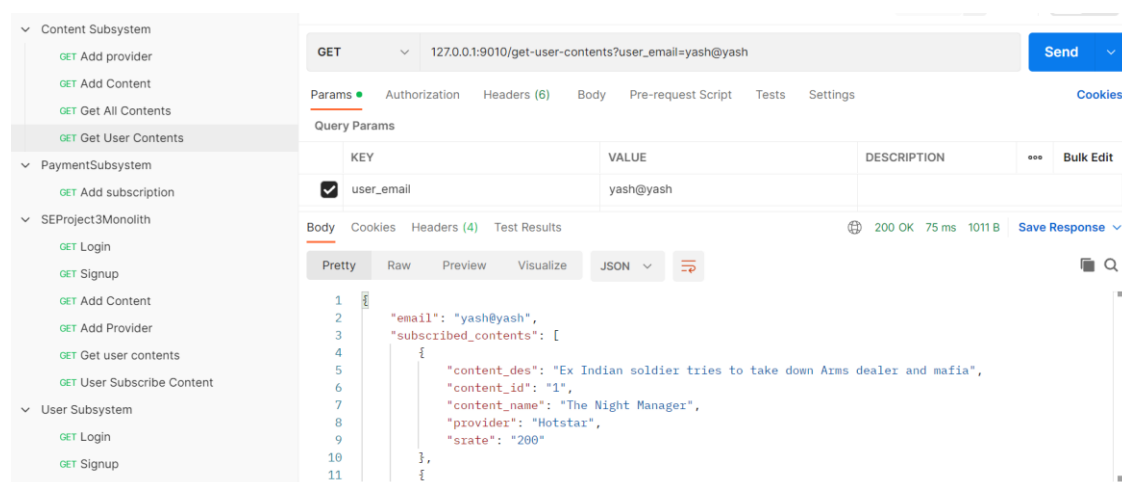 Content Subsystem
GET Add provider
GET Add Content
GET Get All Contents
GET Get User Contents
PaymentSubsystem
GET Add subscription
SEProject3Monolith
GET Login
GET Signup
GET Add Content
GET Add Provider
GET Get user contents
GET User Subscribe Content
User Subsystem
GET Login
GET Signup
GET 127.0.0.1:9010/get-user-contents?user_email=yash@yash Send
Params Authorization Headers (6) Body Pre-request Script Tests Settings Cookies
Query Params
KEY VALUE DESCRIPTION Bulk Edit
user_email yash@yash
Body Cookies Headers (4) Test Results 200 OK 75 ms 1011 B Save Response
Pretty Raw Preview Visualize JSON
1 {
2 "email": "yash@yash",
3 "subscribed_contents": [
4 {
5 "content_des": "Ex Indian soldier tries to take down Arms dealer and mafia",
6 "content_id": "1",
7 "content_name": "The Night Manager",
8 "provider": "Hotstar",
9 "srate": "200"
10 },
11 {